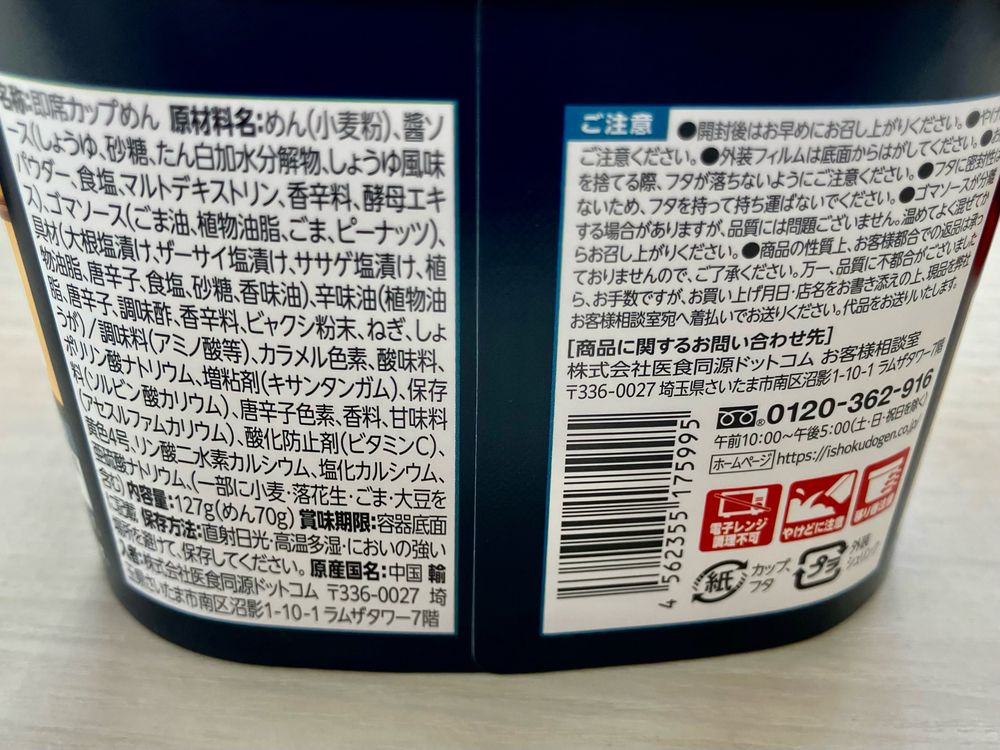 名称:即席カップめん 原材料名:めん(小麦粉)、醬ソ
ース(しょうゆ、砂糖、たん白加水分解物、しょうゆ風味
パウダー、食塩、マルトデキストリン、香辛料、酵母エキ
ス)、ゴマソース(ごま油、植物油脂、ごま、ピーナッツ)、
具材(大根塩漬け、ザーサイ塩漬け、ササゲ塩漬け、植
物油脂、唐辛子、食塩、砂糖、香味油)、辛味油(植物油
脂、唐辛子、調味酢、香辛料、ビャクシ粉末、ねぎ、しょ
うが)/調味料(アミノ酸等)、カラメル色素、酸味料、
ポリリン酸ナトリウム、増粘剤(キサンタンガム)、保存
料(ソルビン酸カリウム)、唐辛子色素、香料、甘味料
(アセスルファムカリウム)、酸化防止剤(ビタミンC)、
黄色4号、リン酸二水素カルシウム、塩化カルシウム、
酸ナトリウム、(一部に小麦・落花生・ごま・大豆を
含む) 内容量:127g(めん70g) 賞味期限:容器底面
保存方法:直射日光・高温多湿・においの強い
場所を避けて、保存してください。 原産国名:中国 輸
入者:株式会社医食同源ドットコム 〒336-0027 埼
玉県さいたま市南区沼影1-10-1 ラムザタワー7階
ご注意 ●開封後はお早めにお召し上がりください。●やけ
ご注意ください。●外装フィルムは底面からはがしてください。●
を捨てる際、フタが落ちないようにご注意ください。●フタに密封性
ないため、フタを持って持ち運ばないでください。●ゴマソースが分離
する場合がありますが、品質には問題ございません。温めてよく混ぜてか
らお召し上がりください。●商品の性質上、お客様都合での返品は承っ
ておりませんので、ご了承ください。万一、品質に不都合がございました
ら、お手数ですが、お買い上げ月日・店名をお書き添えの上、現品を弊社
お客様相談室宛へ着払いでお送りください。代品をお送りいたします。
[商品に関するお問い合わせ先]
株式会社医食同源ドットコム お客様相談室
〒336-0027 埼玉県さいたま市南区沼影1-10-1 ラムザタワー7階
0120-362-916
午前10:00〜午後5:00(土・日・祝日を除く)
ホームページ https://ishokudogen.co.jp/
電子レンジ
調理不可
やけどに注意
移り香注意
4 562355 175995
紙
カップ、
フタ
プラ
外装
シュリンク